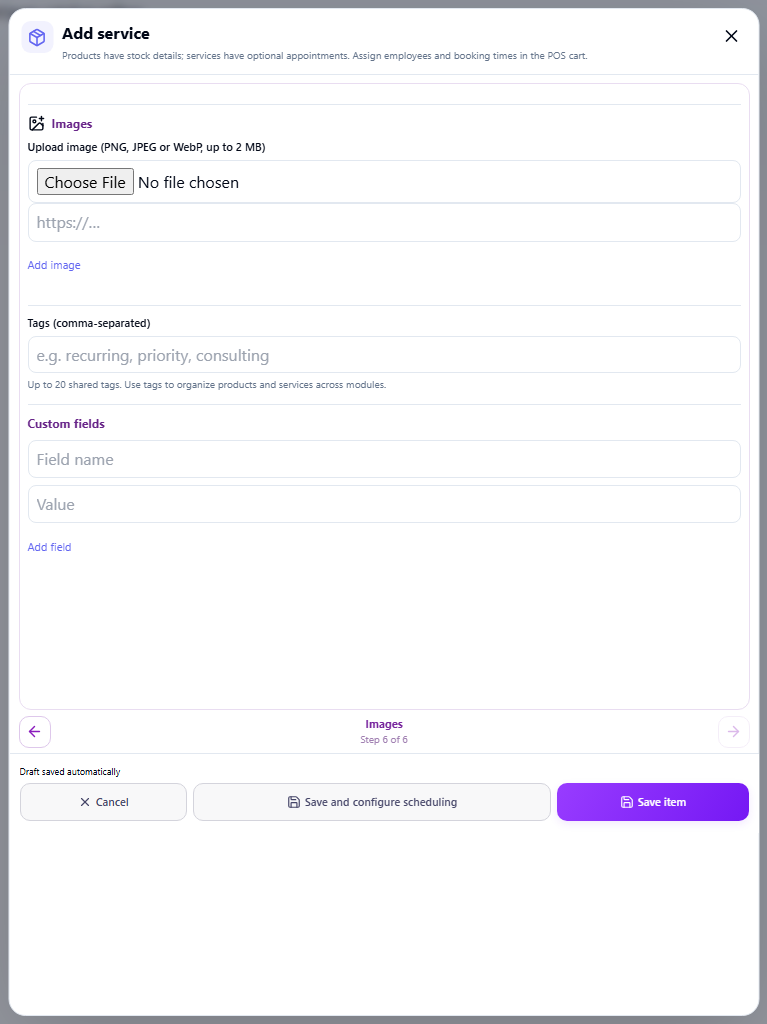 Add service
Products have stock details; services have optional appointments. Assign employees and booking times in the POS cart.
Images
Upload image (PNG, JPEG or WebP, up to 2 MB)
Choose File No file chosen
https://...
Add image
Tags (comma-separated)
e.g. recurring, priority, consulting
Up to 20 shared tags. Use tags to organize products and services across modules.
Custom fields
Field name
Value
Add field
Images
Step 6 of 6
Draft saved automatically
Cancel
Save and configure scheduling
Save item